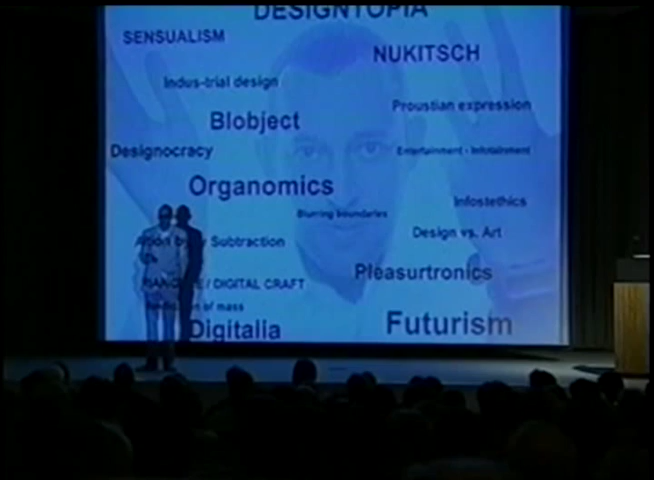 DESIGNTOPIA
SENSUALISM
NUKITSCH
Indus-trial design
Proustian expression
Blobject
Designocracy
Entertainment - Infotainment
Organomics
Infostethics
Blurring boundaries
Design vs. Art
Subtraction
Pleasurtronics
/ DIGITAL CRAFT
of mass
Digitalia
Futurism